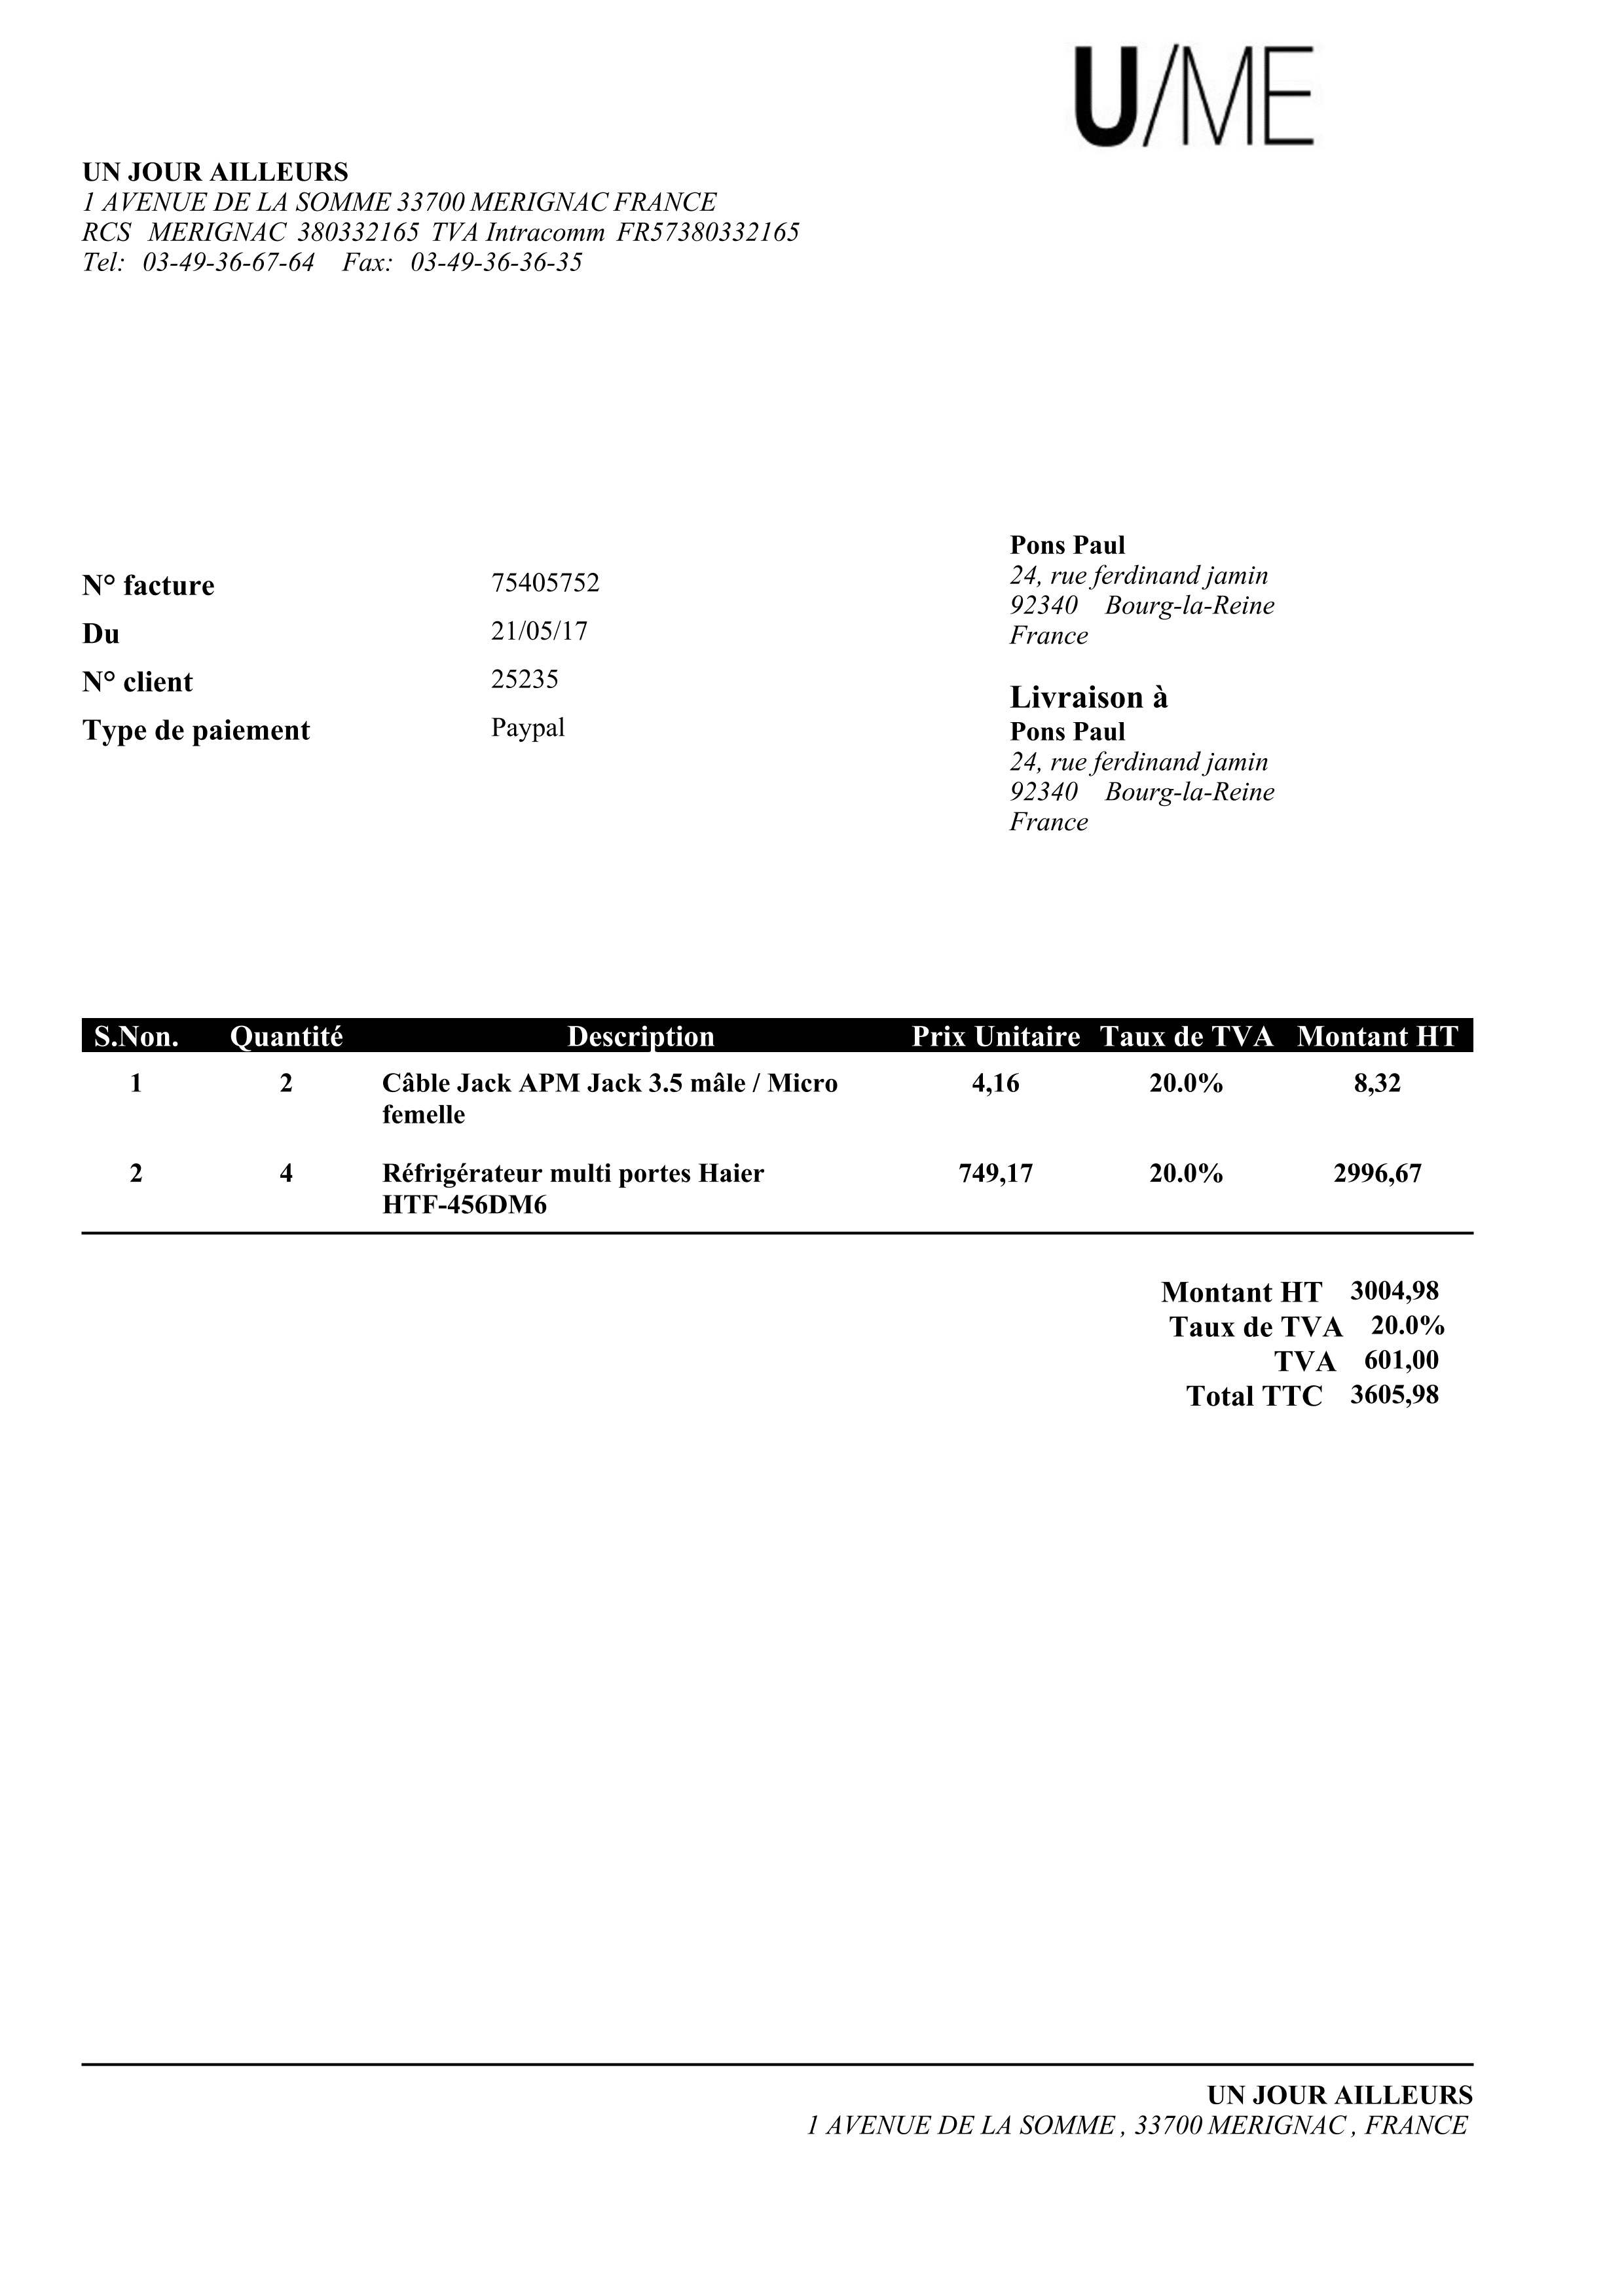 U/ME
UN JOUR AILLEURS
1 AVENUE DE LA SOMME 33700 MERIGNAC FRANCE
RCS MERIGNAC 380332165 TVA Intracomm FR57380332165
Tel: 03-49-36-67-64 Fax: 03-49-36-36-35
N° facture 75405752
Du 21/05/17
N° client 25235
Type de paiement Paypal
Pons Paul
24, rue ferdinand jamin
92340 Bourg-la-Reine
France
Livraison à
Pons Paul
24, rue ferdinand jamin
92340 Bourg-la-Reine
France
S.Non. Quantité Description Prix Unitaire Taux de TVA Montant HT
1 2 Câble Jack APM Jack 3.5 mâle / Micro 4,16 20.0% 8,32
femelle
2 4 Réfrigérateur multi portes Haier 749,17 20.0% 2996,67
HTF-456DM6
Montant HT 3004,98
Taux de TVA 20.0%
TVA 601,00
Total TTC 3605,98
UN JOUR AILLEURS
1 AVENUE DE LA SOMME , 33700 MERIGNAC , FRANCE